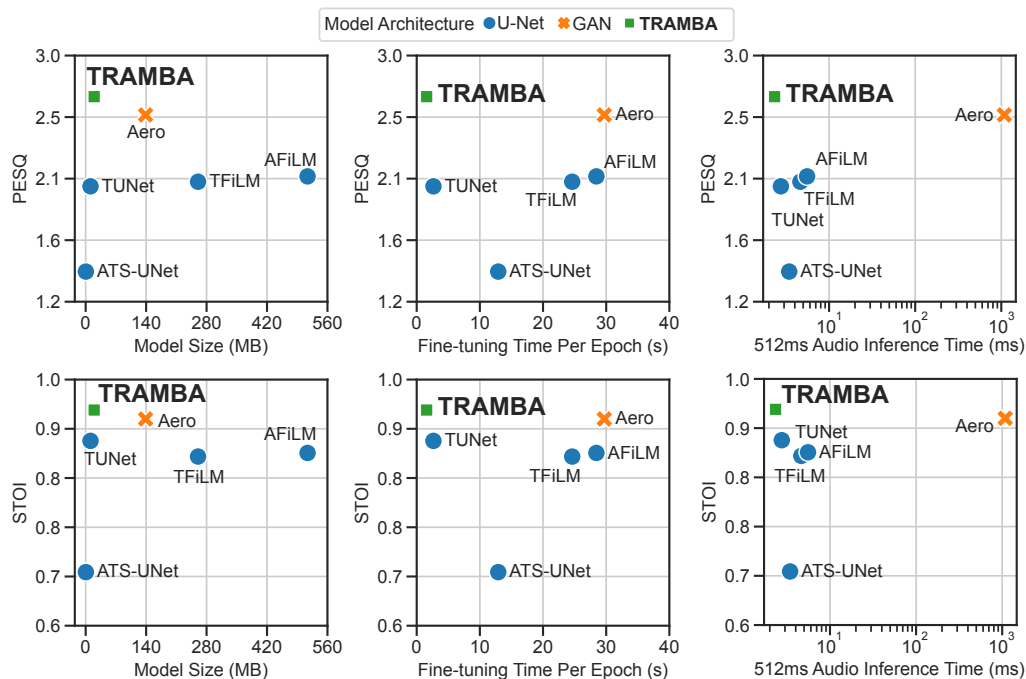 Model Architecture U-Net GAN TRAMBA
3.0
2.5
2.1
1.6
1.2
PESQ
TRAMBA
Aero
AFiLM
TUNet
TFiLM
ATS-UNet
0 140 280 420 560
Model Size (MB)
3.0
2.5
2.1
1.6
1.2
PESQ
TRAMBA
Aero
AFiLM
TUNet
TFiLM
ATS-UNet
0 10 20 30 40
Fine-tuning Time Per Epoch (s)
3.0
2.5
2.1
1.6
1.2
PESQ
TRAMBA
Aero
AFiLM
TFiLM
TUNet
ATS-UNet
10¹ 10² 10³
512ms Audio Inference Time (ms)
1.0
0.9
0.8
0.8
0.7
0.6
STOI
TRAMBA
Aero
AFiLM
TUNet
TFiLM
ATS-UNet
0 140 280 420 560
Model Size (MB)
1.0
0.9
0.8
0.8
0.7
0.6
STOI
TRAMBA
Aero
TUNet
AFiLM
TFiLM
ATS-UNet
0 10 20 30 40
Fine-tuning Time Per Epoch (s)
1.0
0.9
0.8
0.8
0.7
0.6
STOI
TRAMBA
Aero
TUNet
AFiLM
TFiLM
ATS-UNet
10¹ 10² 10³
512ms Audio Inference Time (ms)